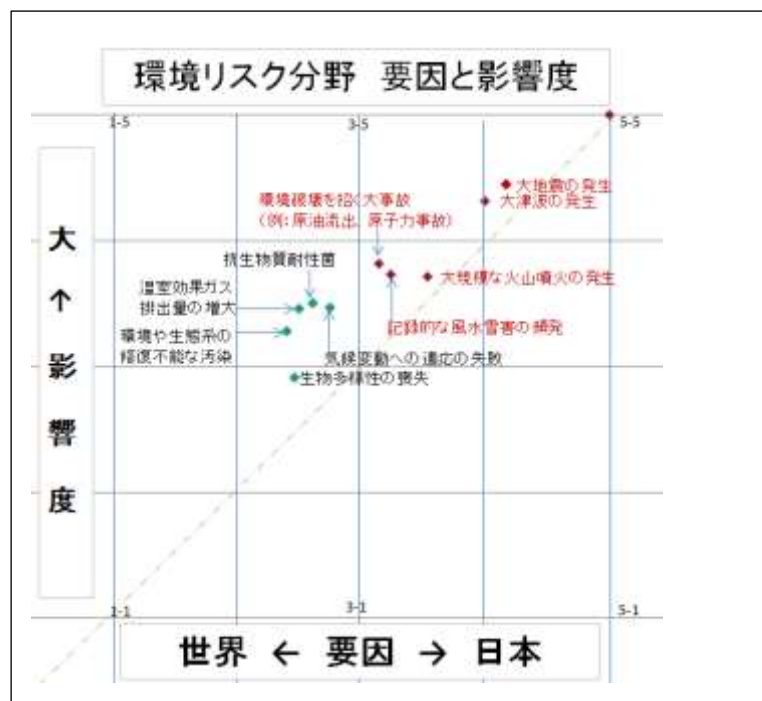 環境リスク分野 要因と影響度
1-5
3-5
5-5
環境破壊を招く大事故
(例:原油流出、原子力事故)
大地震の発生
大津波の発生
抗生物質耐性菌
温室効果ガス
排出量の増大
大規模な火山噴火の発生
環境や生態系の
修復不能な汚染
記録的な風水雪害の頻発
気候変動への適応の失敗
生物多様性の喪失
大↑影響度
1-1
3-1
5-1
世界 ← 要因 → 日本